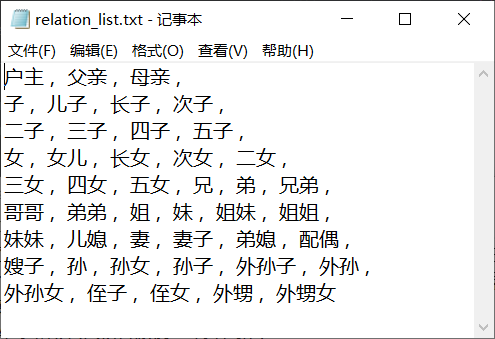 relation_list.txt - 记事本
文件(F) 编辑(E) 格式(O) 查看(V) 帮助(H)
户主，父亲，母亲，
子，儿子，长子，次子，
二子，三子，四子，五子，
女，女儿，长女，次女，二女，
三女，四女，五女，兄，弟，兄弟，
哥哥，弟弟，姐，妹，姐妹，姐姐，
妹妹，儿媳，妻，妻子，弟媳，配偶，
嫂子，孙，孙女，孙子，外孙子，外孙，
外孙女，侄子，侄女，外甥，外甥女